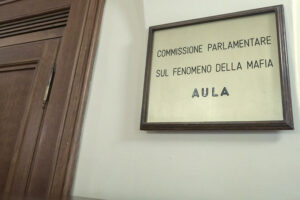 COMMISSIONE PARLAMENTARE
SUL FENOMENO DELLA MAFIA
AULA